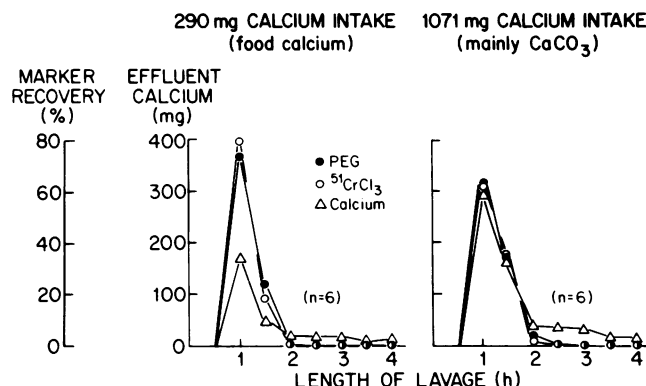 290 mg CALCIUM INTAKE
(food calcium)
1071 mg CALCIUM INTAKE
(mainly CaCO3)
MARKER
RECOVERY
(%)
EFFLUENT
CALCIUM
(mg)
80
60
40
20
0
400
300
200
100
0
PEG
51CrCl3
Calcium
(n=6)
(n=6)
1 2 3 4
1 2 3 4
LENGTH OF LAVAGE (h)